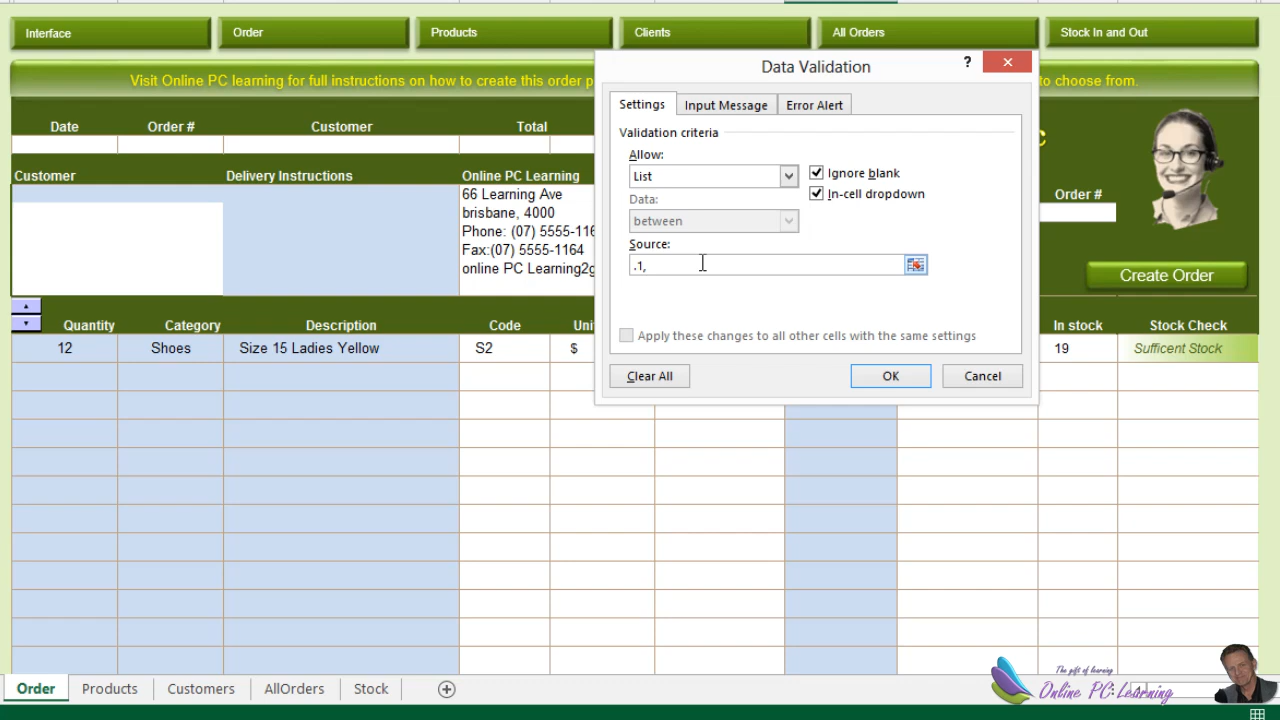 Interface
Order
Products
Clients
All Orders
Stock In and Out
Visit Online PC learning for full instructions on how to create this order p
to choose from.
Data Validation
?
Settings
Input Message
Error Alert
Validation criteria
Allow:
List
Ignore blank
In-cell dropdown
Data:
between
Source:
.1,
Apply these changes to all other cells with the same settings
Clear All
OK
Cancel
Date
Order #
Customer
Total
Order #
Customer
Delivery Instructions
Online PC Learning
66 Learning Ave
brisbane, 4000
Phone: (07) 5555-116
Fax:(07) 5555-1164
online PC Learning2g
Create Order
Quantity
Category
Description
Code
Uni
In stock
Stock Check
12
Shoes
Size 15 Ladies Yellow
S2
$
19
Sufficent Stock
Order
Products
Customers
AllOrders
Stock
The gift of learning
Online PC Learning